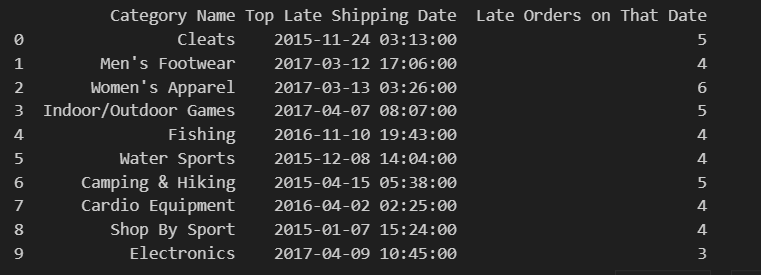 Category Name Top Late Shipping Date Late Orders on That Date
0 Cleats 2015-11-24 03:13:00 5
1 Men's Footwear 2017-03-12 17:06:00 4
2 Women's Apparel 2017-03-13 03:26:00 6
3 Indoor/Outdoor Games 2017-04-07 08:07:00 5
4 Fishing 2016-11-10 19:43:00 4
5 Water Sports 2015-12-08 14:04:00 4
6 Camping & Hiking 2015-04-15 05:38:00 5
7 Cardio Equipment 2016-04-02 02:25:00 4
8 Shop By Sport 2015-01-07 15:24:00 4
9 Electronics 2017-04-09 10:45:00 3